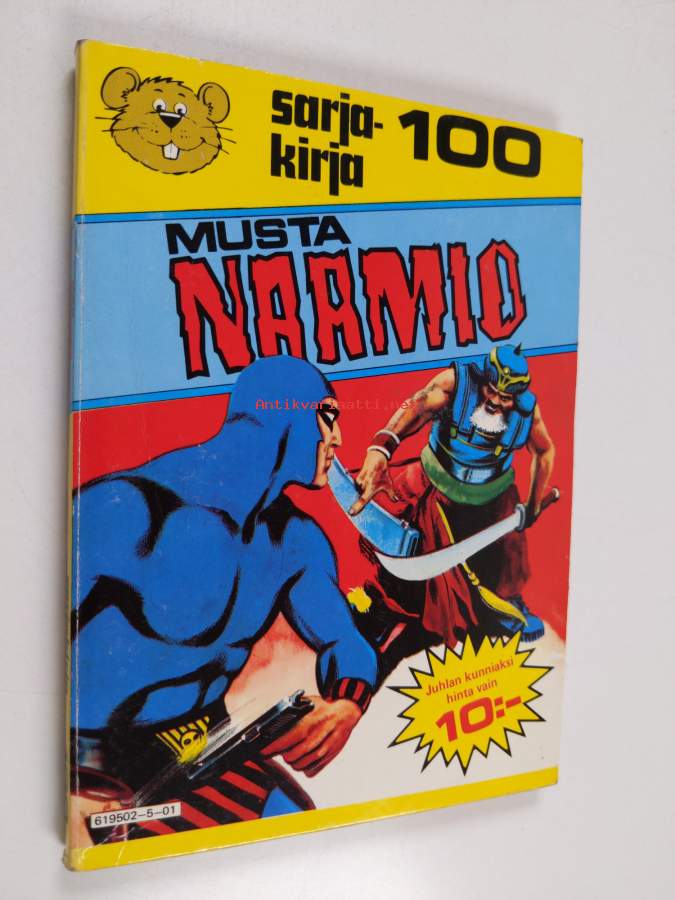 sarja-
kirja
100
MUSTA
NAAMIO
Antikvariaatti.net
Juhlan kunniaksi
hinta vain
10:-
619502-5-01